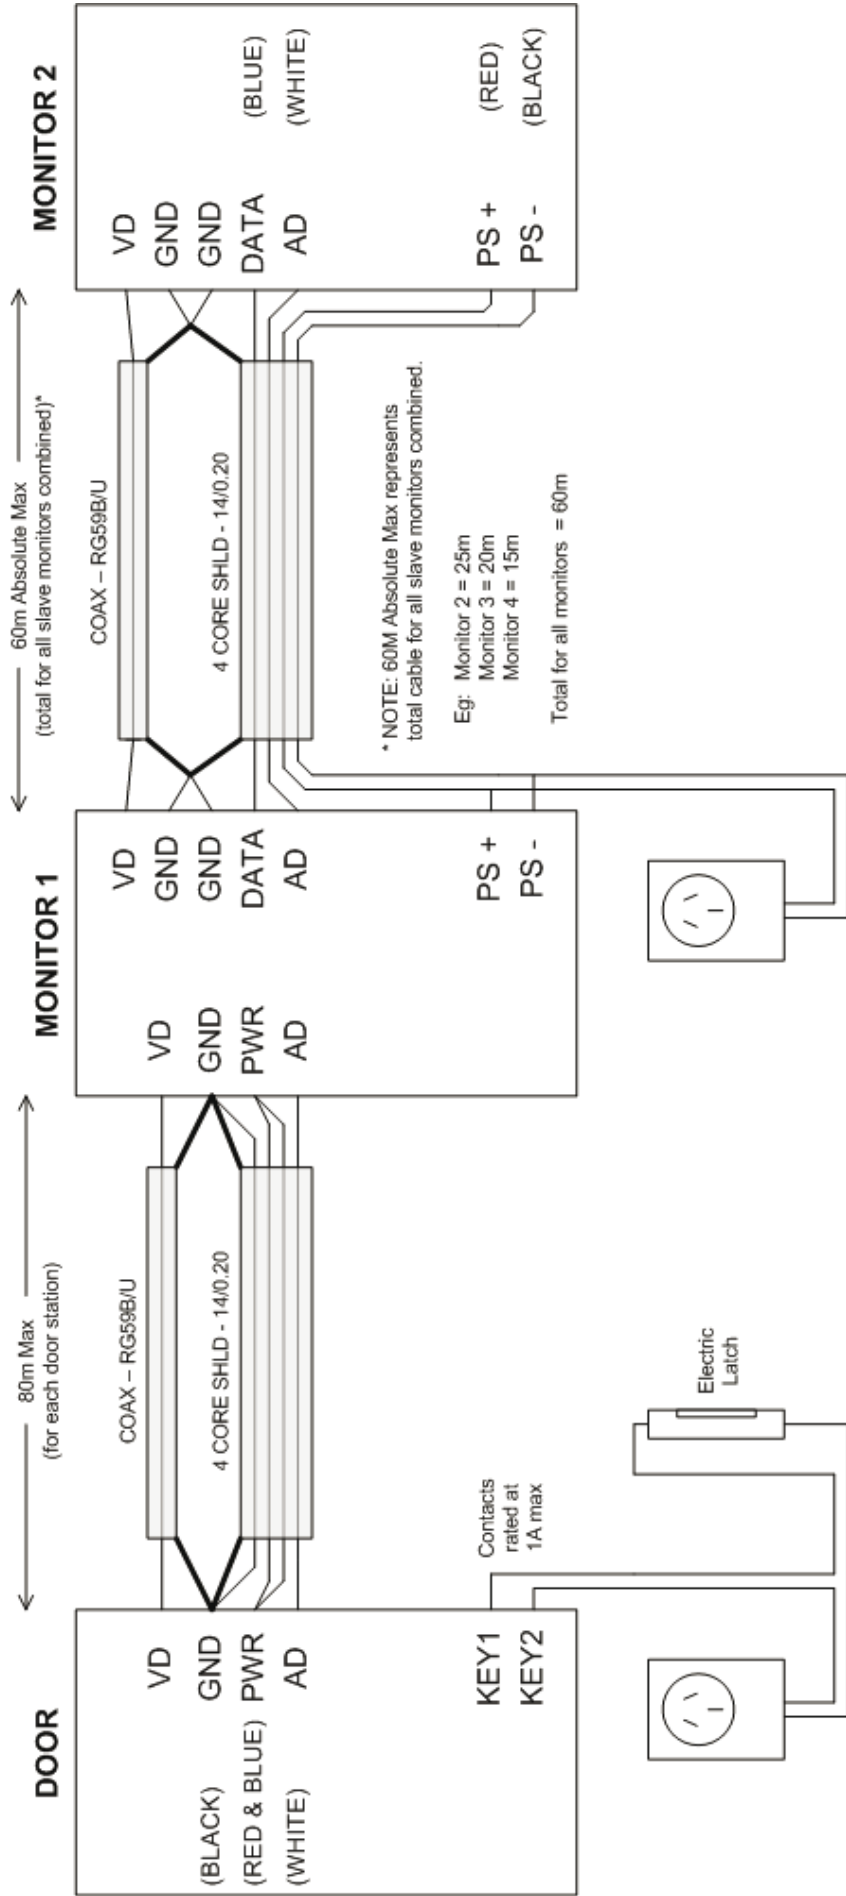 DOOR
MONITOR 1
MONITOR 2
80m Max
(for each door station)
60m Absolute Max
(total for all slave monitors combined)*
COAX – RG59B/U
COAX – RG59B/U
4 CORE SHLD - 14/0.20
4 CORE SHLD - 14/0.20
VD
(BLACK) GND
(RED & BLUE) PWR
(WHITE) AD
KEY1
KEY2
VD
GND
PWR
AD
VD
GND
GND
DATA
AD
PS +
PS -
VD
GND
GND
DATA (BLUE)
AD (WHITE)
PS + (RED)
PS - (BLACK)
Contacts
rated at
1A max
Electric
Latch
* NOTE: 60M Absolute Max represents
total cable for all slave monitors combined.
Eg: Monitor 2 = 25m
Monitor 3 = 20m
Monitor 4 = 15m
Total for all monitors = 60m